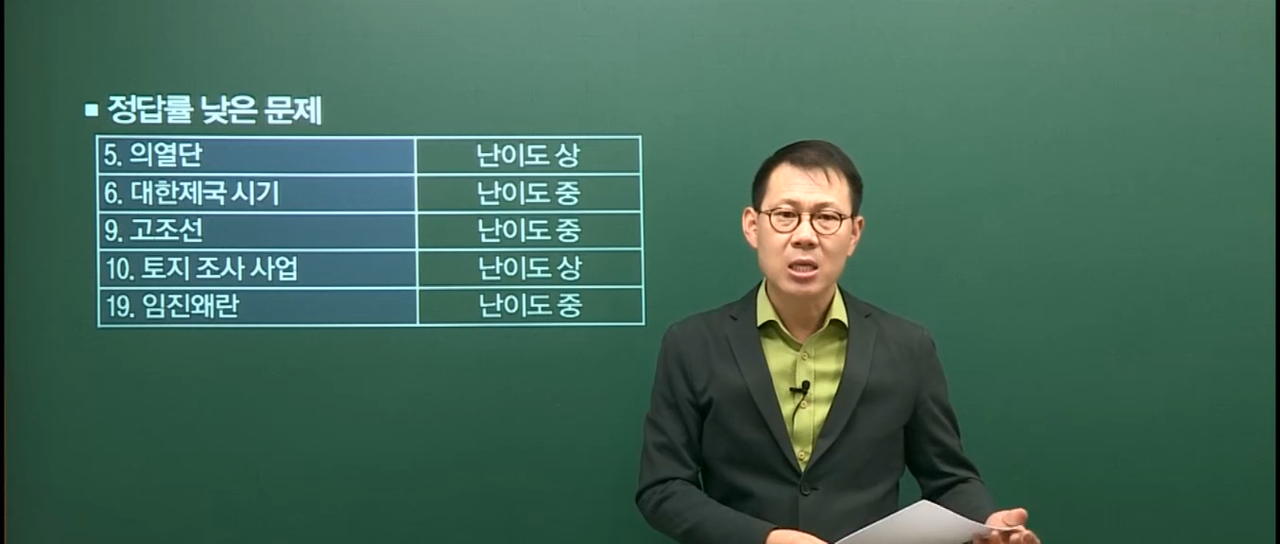 ▪ 정답률 낮은 문제
5. 의열단 난이도 상
6. 대한제국 시기 난이도 중
9. 고조선 난이도 중
10. 토지 조사 사업 난이도 상
19. 임진왜란 난이도 중